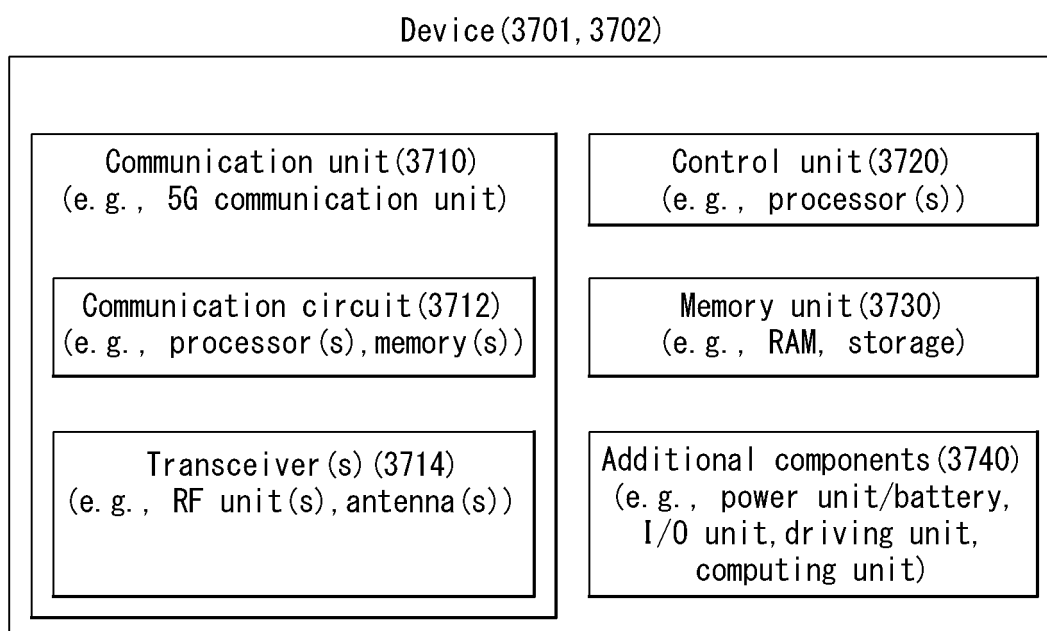 Device(3701,3702)
Communication unit(3710)
(e.g., 5G communication unit)
Communication circuit(3712)
(e.g., processor(s),memory(s))
Transceiver(s)(3714)
(e.g., RF unit(s),antenna(s))
Control unit(3720)
(e.g., processor(s))
Memory unit(3730)
(e.g., RAM, storage)
Additional components(3740)
(e.g., power unit/battery,
I/O unit,driving unit,
computing unit)